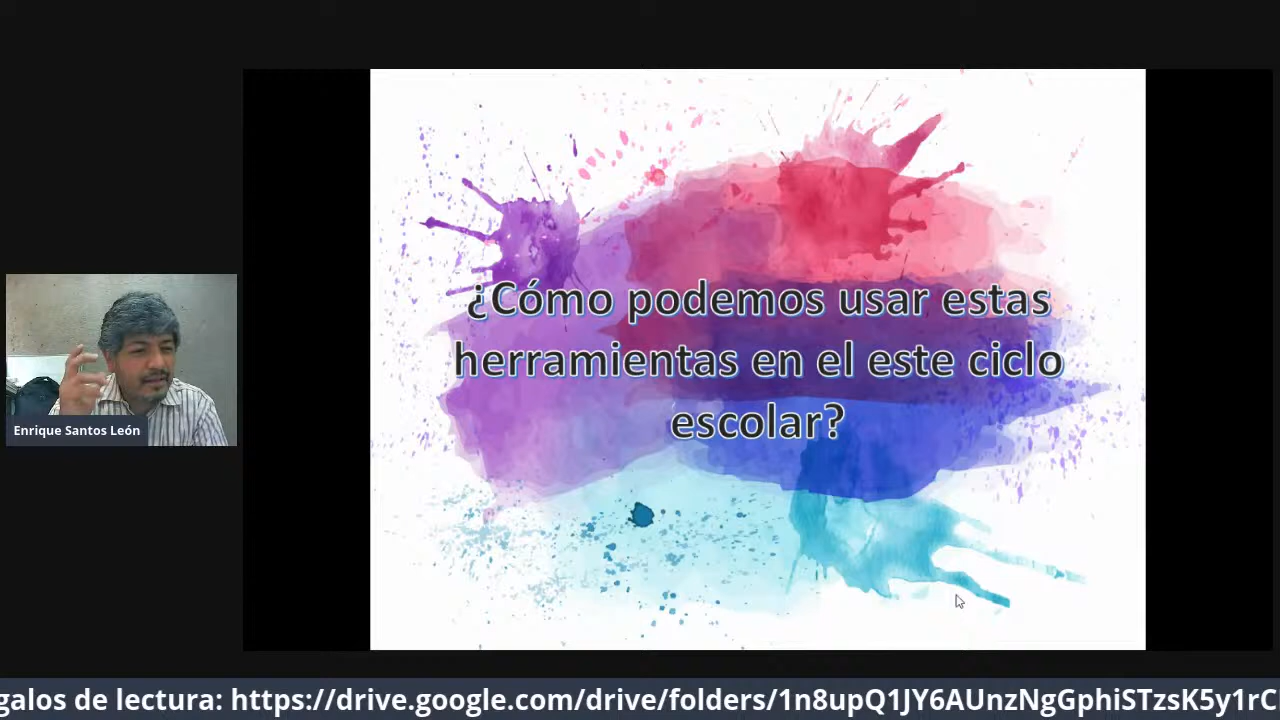 ¿Cómo podemos usar estas
herramientas en el este ciclo
escolar?
Enrique Santos León
galos de lectura: https://drive.google.com/drive/folders/1n8upQ1JY6AUnzNgGphiSTzsK5y1rC